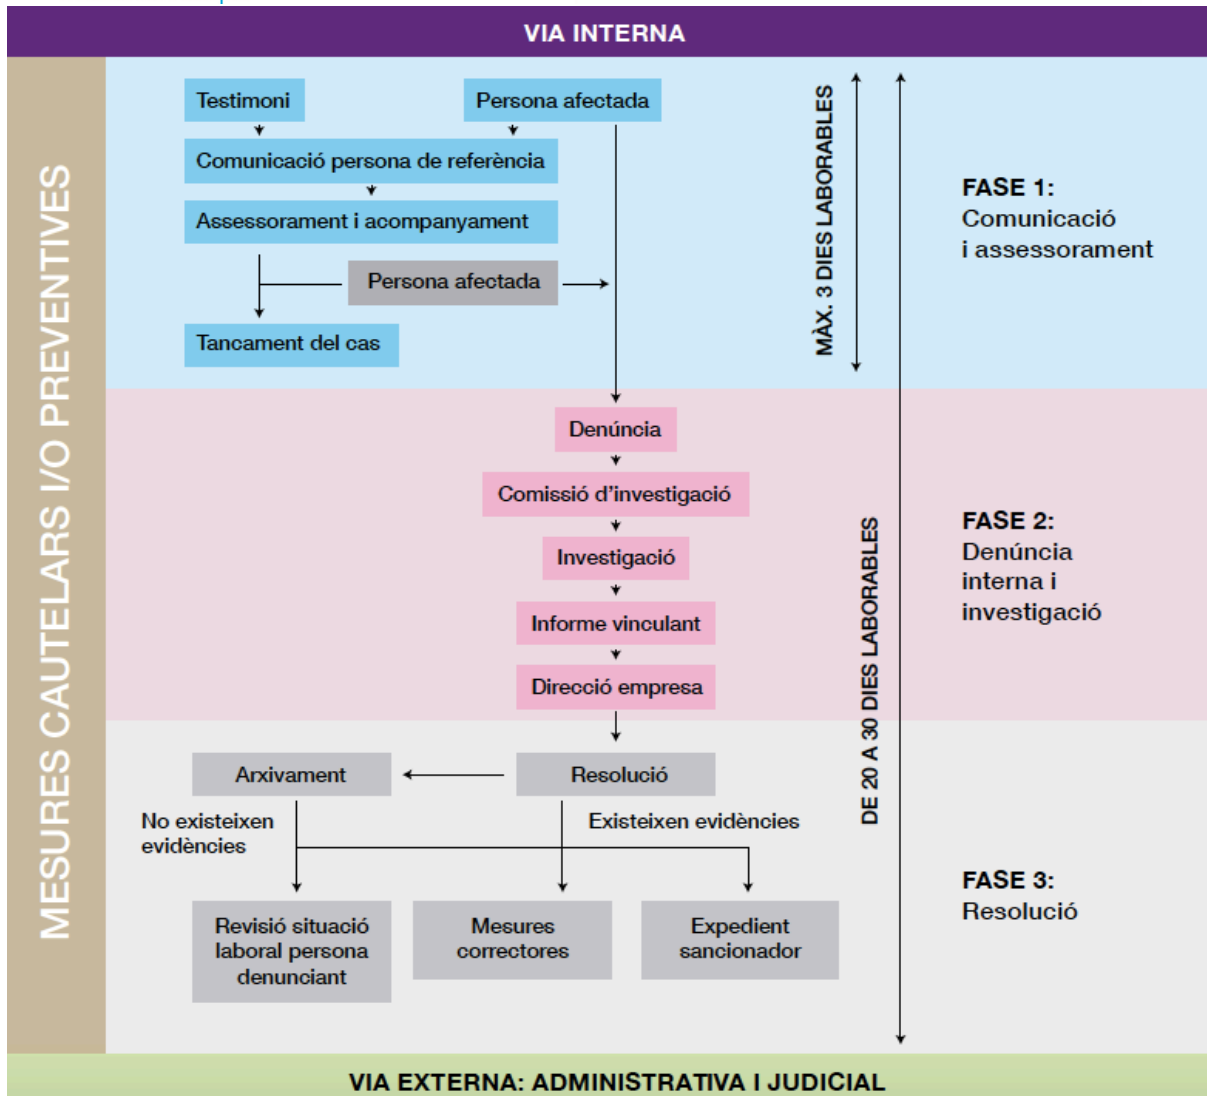 VIA INTERNA
MESURES CAUTELARS I/O PREVENTIVES
Testimoni
Persona afectada
Comunicació persona de referència
Assessorament i acompanyament
Persona afectada
Tancament del cas
MÀX. 3 DIES LABORABLES
FASE 1:
Comunicació
i assessorament
Denúncia
Comissió d'investigació
Investigació
Informe vinculant
Direcció empresa
DE 20 A 30 DIES LABORABLES
FASE 2:
Denúncia
interna i
investigació
Arxivament
Resolució
No existeixen
evidències
Existeixen evidències
Revisió situació
laboral persona
denunciant
Mesures
correctores
Expedient
sancionador
FASE 3:
Resolució
VIA EXTERNA: ADMINISTRATIVA I JUDICIAL